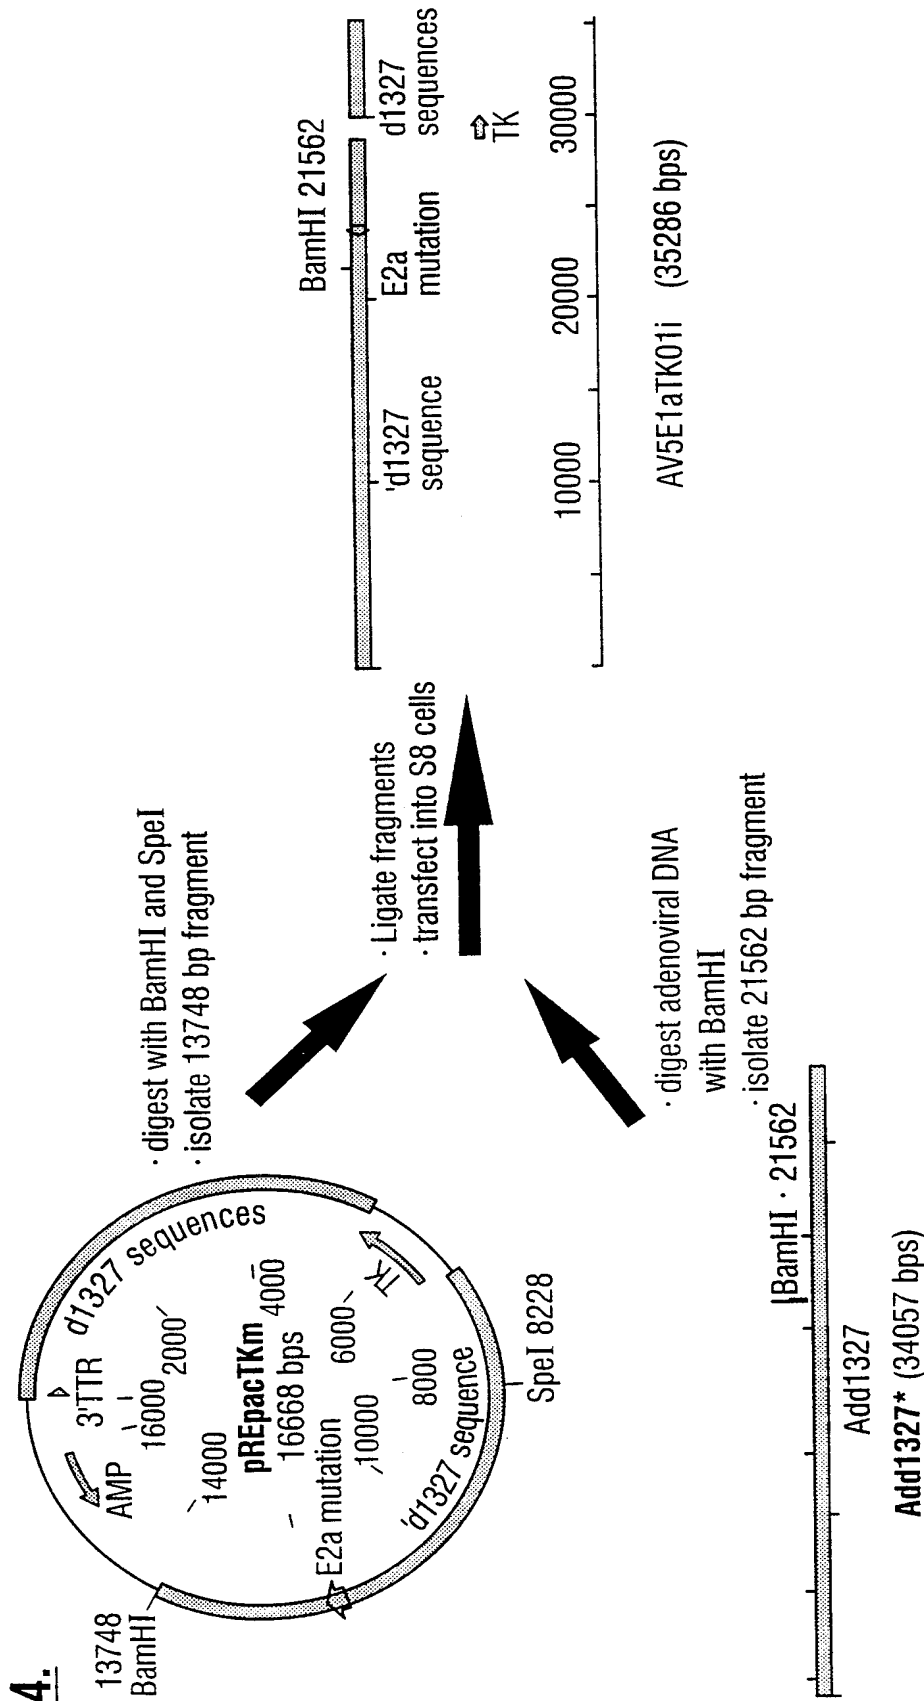 4.
13748
BamHI
AMP
3'TTR
d1327 sequences
16000
2000
14000
4000
pREpacTKm
16668 bps
6000
TK
E2a mutation
10000
8000
'd1327 sequence
SpeI 8228
· digest with BamHI and SpeI
· isolate 13748 bp fragment
BamHI · 21562
Add1327
Add1327* (34057 bps)
· digest adenoviral DNA
with BamHI
· isolate 21562 bp fragment
· Ligate fragments
· transfect into S8 cells
BamHI 21562
'd1327
sequence
E2a
mutation
d1327
sequences
TK
10000
20000
30000
AV5E1aTK01i (35286 bps)